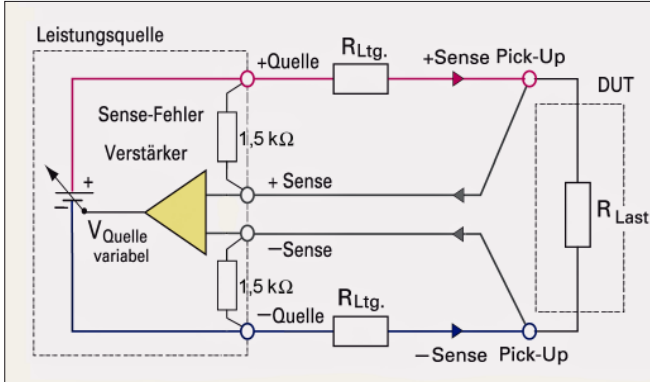 Leistungsquelle
+Quelle
RLtg.
+Sense Pick-Up
DUT
Sense-Fehler
Verstärker
1,5 kΩ
+ Sense
+
−
VQuelle
variabel
RLast
−Sense
1,5 kΩ
−Quelle
RLtg.
−Sense Pick-Up